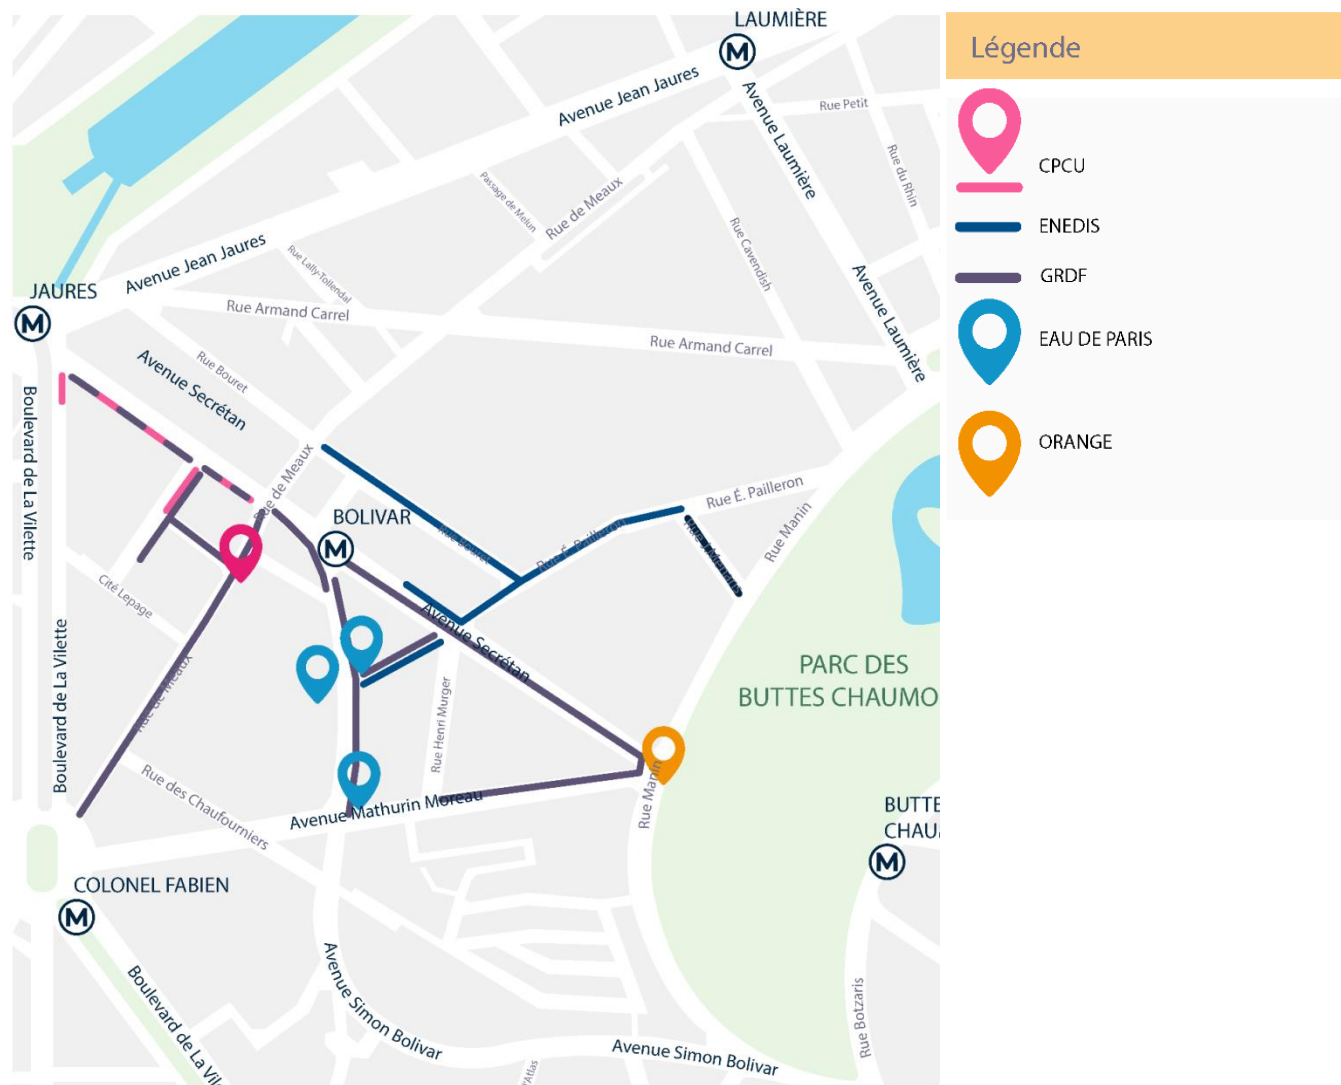 LAUMIÈRE
M
Légende
Avenue Jean Jaures
Avenue Laumière
Rue Petit
Rue du Rhin
CPCU
Passage de Melun
Rue de Meaux
ENEDIS
Rue Cavendish
Avenue Jean Jaures
Rue Lally-Tollendal
GRDF
JAURES
M
Rue Armand Carrel
Avenue Laumière
EAU DE PARIS
Rue Armand Carrel
Avenue Secrétan
Rue Bouret
Boulevard de La Vilette
ORANGE
Rue de Meaux
Rue É. Pailleron
BOLIVAR
M
Rue Bouret
Rue É. Pailleron
Rue Manin
Cité Lepage
Avenue Secrétan
Boulevard de La Vilette
Rue de Meaux
PARC DES
BUTTES CHAUMO
Rue Henri Murger
Rue des Chaufourniers
Avenue Mathurin Moreau
Rue Manin
BUTTE
CHAU
M
COLONEL FABIEN
M
Avenue Simon Bolivar
Boulevard de La Vil
Rue Botzaris
Avenue Simon Bolivar
d'Atlas